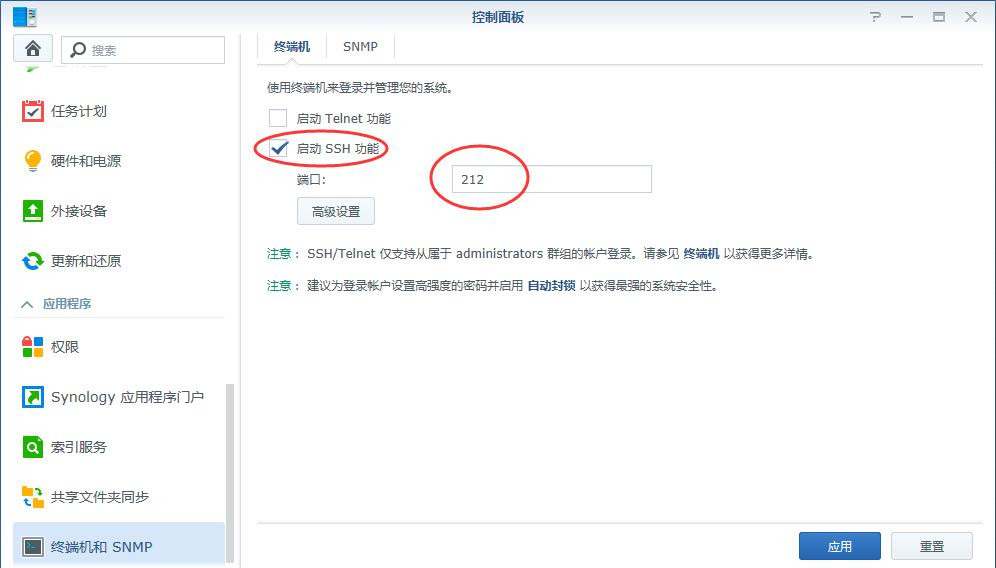 控制面板
搜索
任务计划
硬件和电源
外接设备
更新和还原
应用程序
权限
Synology 应用程序门户
索引服务
共享文件夹同步
终端机和 SNMP
终端机
SNMP
使用终端机来登录并管理您的系统。
启动 Telnet 功能
启动 SSH 功能
端口:
212
高级设置
注意： SSH/Telnet 仅支持从属于 administrators 群组的帐户登录。请参见 终端机 以获得更多详情。
注意： 建议为登录帐户设置高强度的密码并启用 自动封锁 以获得最强的系统安全性。
应用
重置